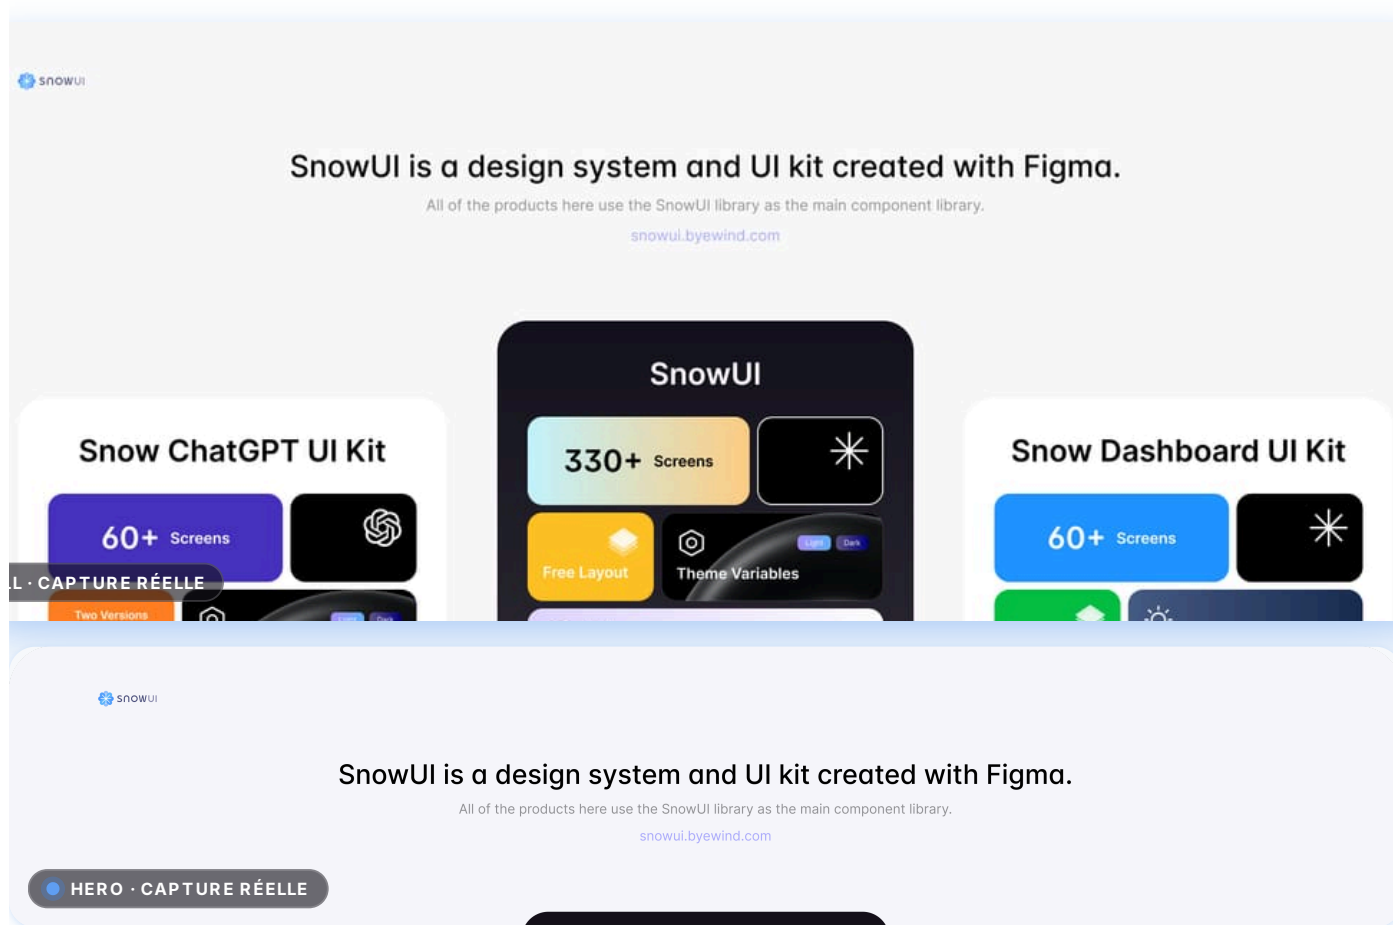 snowUI
SnowUI is a design system and UI kit created with Figma.
All of the products here use the SnowUI library as the main component library.
snowui.byewind.com
SnowUI
330+ Screens
Free Layout
Theme Variables
Light
Dark
Snow ChatGPT UI Kit
60+ Screens
LL · CAPTURE RÉELLE
Two Versions
Light
Dark
Snow Dashboard UI Kit
60+ Screens
snowUI
SnowUI is a design system and UI kit created with Figma.
All of the products here use the SnowUI library as the main component library.
snowui.byewind.com
HERO · CAPTURE RÉELLE